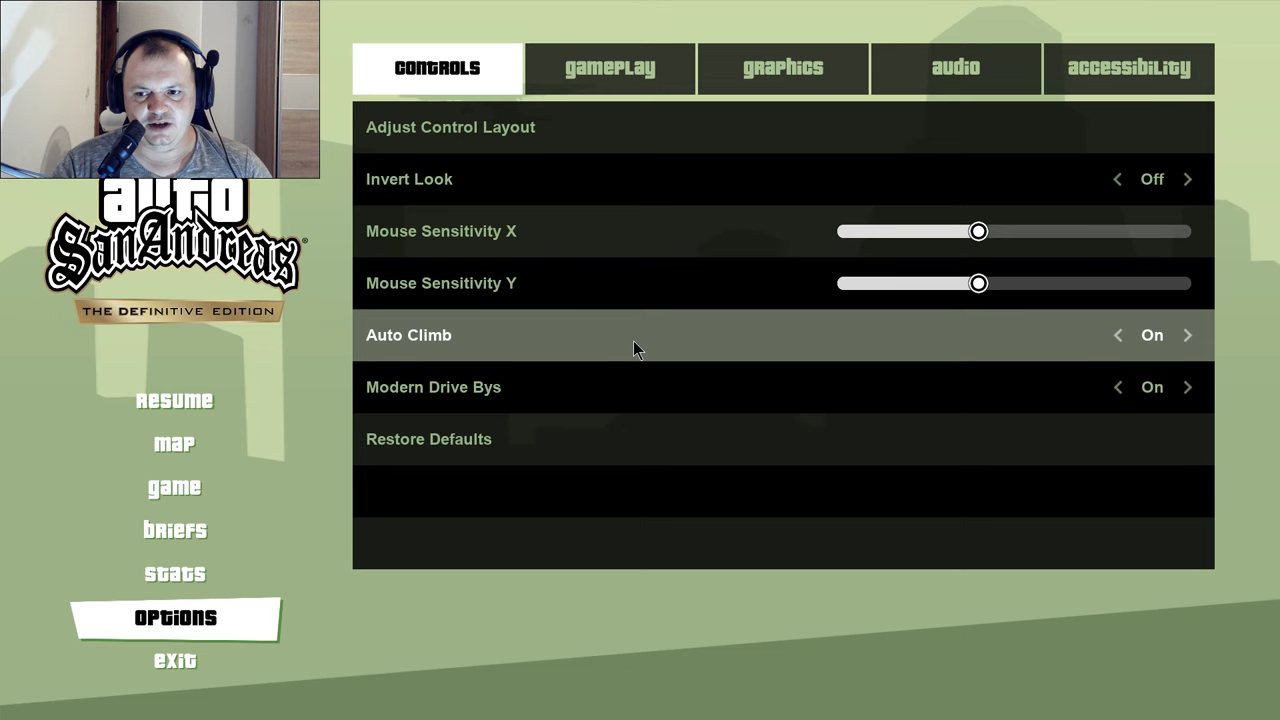 CONTROLS
gameplay
graphics
audio
accessibility
Adjust Control Layout
Invert Look
Off
Mouse Sensitivity X
Mouse Sensitivity Y
Auto Climb
On
Modern Drive Bys
On
Restore Defaults
auto
SanAndreas®
THE DEFINITIVE EDITION
Resume
map
game
briefs
stats
Options
exit